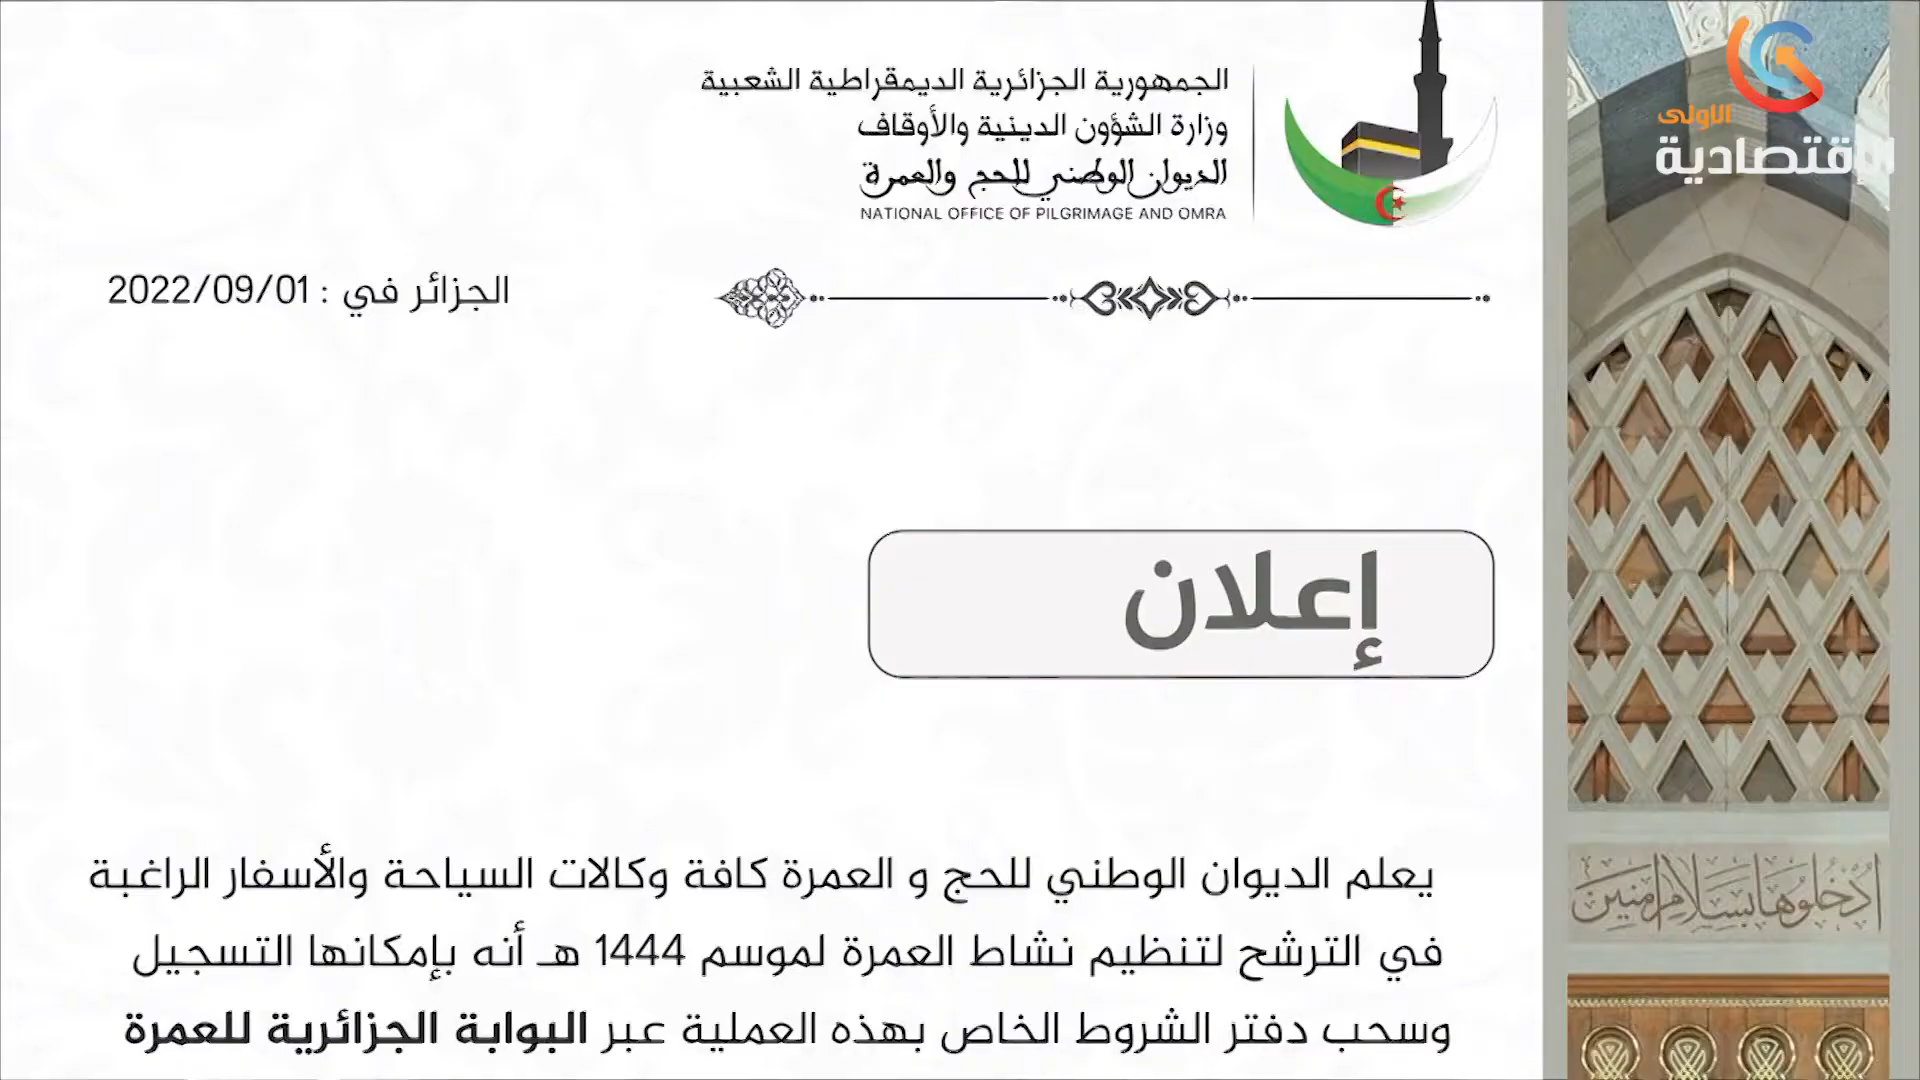 الجمهورية الجزائرية الديمقراطية الشعبية
وزارة الشؤون الدينية والأوقاف
الديوان الوطني للحج والعمرة
NATIONAL OFFICE OF PILGRIMAGE AND OMRA
الأولى
الإقتصادية
الجزائر في : 2022/09/01
إعلان
يعلم الديوان الوطني للحج و العمرة كافة وكالات السياحة والأسفار الراغبة
في الترشح لتنظيم نشاط العمرة لموسم 1444 هـ أنه بإمكانها التسجيل
وسحب دفتر الشروط الخاص بهذه العملية عبر البوابة الجزائرية للعمرة
ادخلوها بسلام آمنين